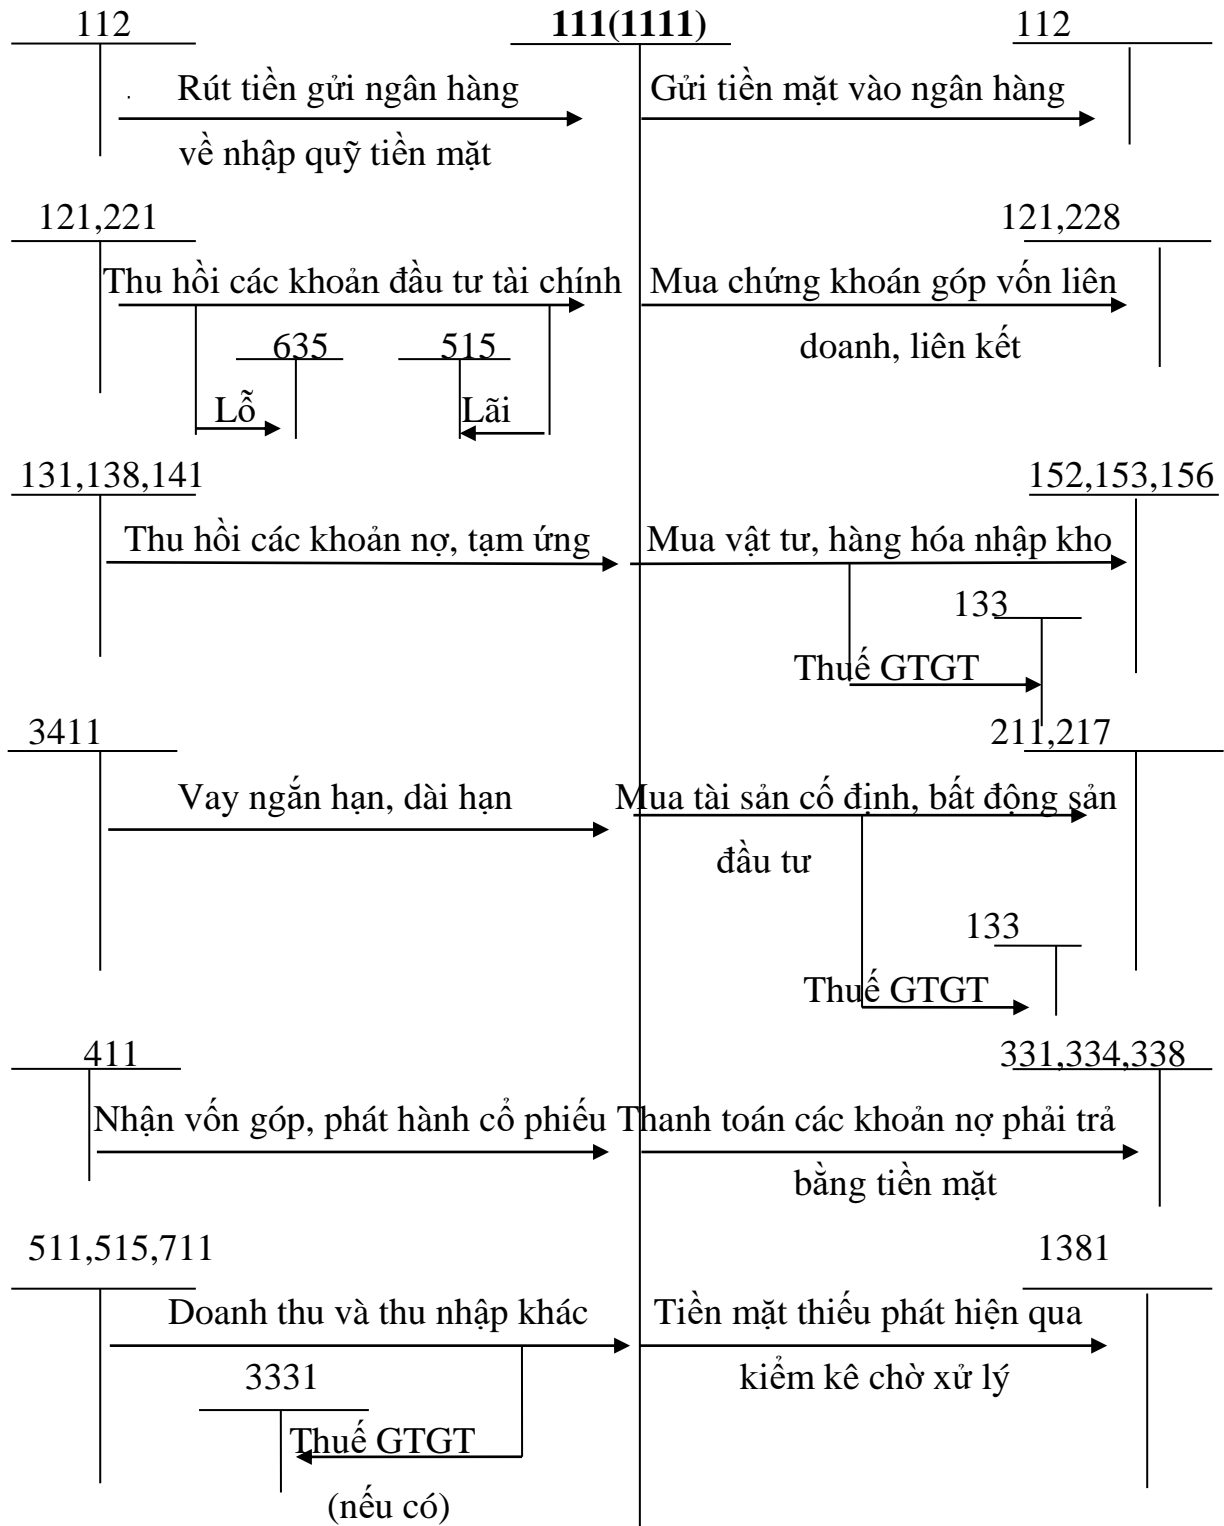 112
111(1111)
112
Rút tiền gửi ngân hàng
Gửi tiền mặt vào ngân hàng
về nhập quỹ tiền mặt
121,221
121,228
Thu hồi các khoản đầu tư tài chính
Mua chứng khoán góp vốn liên
635
515
doanh, liên kết
Lỗ
Lãi
131,138,141
152,153,156
Thu hồi các khoản nợ, tạm ứng
Mua vật tư, hàng hóa nhập kho
133
Thuế GTGT
3411
211,217
Vay ngắn hạn, dài hạn
Mua tài sản cố định, bất động sản
đầu tư
133
Thuế GTGT
411
331,334,338
Nhận vốn góp, phát hành cổ phiếu
Thanh toán các khoản nợ phải trả
bằng tiền mặt
511,515,711
1381
Doanh thu và thu nhập khác
Tiền mặt thiếu phát hiện qua
3331
kiểm kê chờ xử lý
Thuế GTGT
(nếu có)